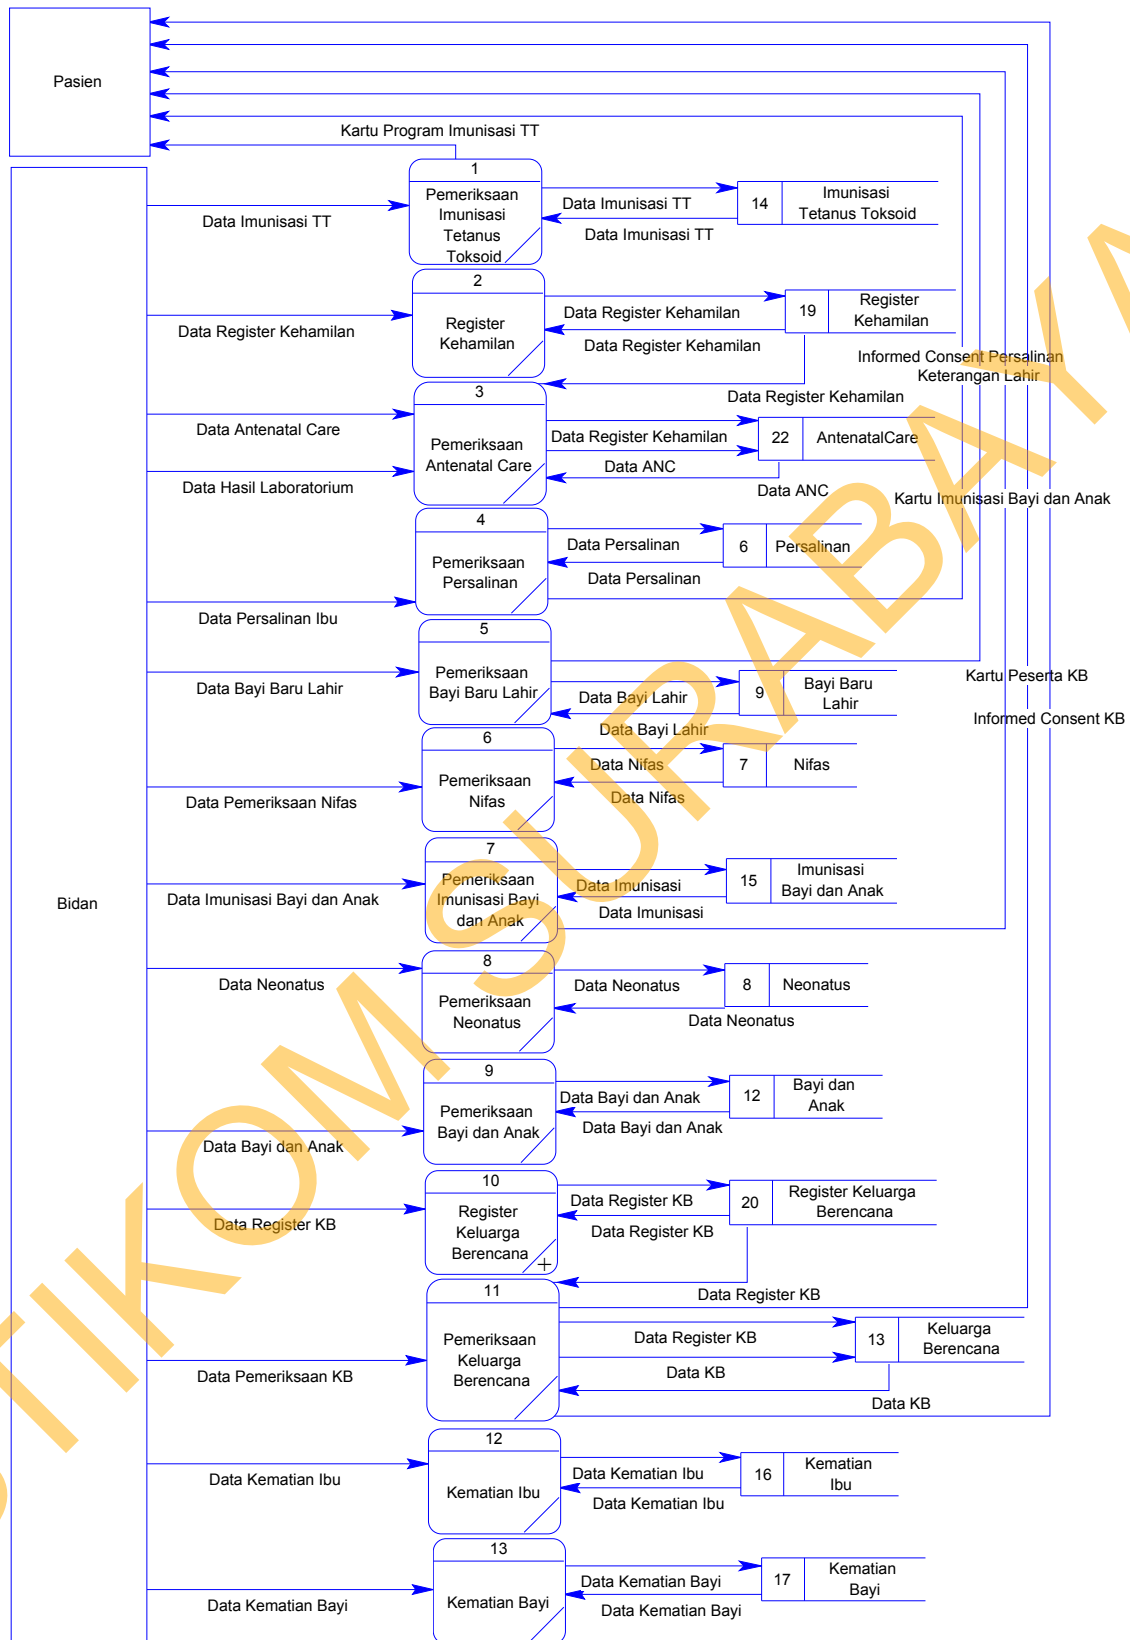 Pasien
Kartu Program Imunisasi TT
1
Pemeriksaan
Imunisasi
Tetanus
Toksoid
Data Imunisasi TT
Data Imunisasi TT
Data Imunisasi TT
14
Imunisasi
Tetanus Toksoid
2
Register
Kehamilan
Data Register Kehamilan
Data Register Kehamilan
Data Register Kehamilan
19
Register
Kehamilan
Informed Consent Persalinan
Keterangan Lahir
Data Register Kehamilan
3
Pemeriksaan
Antenatal Care
Data Antenatal Care
Data Hasil Laboratorium
Data Register Kehamilan
Data ANC
Data ANC
22
AntenatalCare
Kartu Imunisasi Bayi dan Anak
4
Pemeriksaan
Persalinan
Data Persalinan Ibu
Data Persalinan
Data Persalinan
6
Persalinan
5
Pemeriksaan
Bayi Baru Lahir
Data Bayi Baru Lahir
Data Bayi Lahir
Data Bayi Lahir
9
Bayi Baru
Lahir
Kartu Peserta KB
Informed Consent KB
6
Pemeriksaan
Nifas
Data Pemeriksaan Nifas
Data Nifas
Data Nifas
7
Nifas
Bidan
7
Pemeriksaan
Imunisasi Bayi
dan Anak
Data Imunisasi Bayi dan Anak
Data Imunisasi
Data Imunisasi
15
Imunisasi
Bayi dan Anak
8
Pemeriksaan
Neonatus
Data Neonatus
Data Neonatus
Data Neonatus
8
Neonatus
9
Pemeriksaan
Bayi dan Anak
Data Bayi dan Anak
Data Bayi dan Anak
Data Bayi dan Anak
12
Bayi dan
Anak
10
Register
Keluarga
Berencana
+
Data Register KB
Data Register KB
Data Register KB
20
Register Keluarga
Berencana
Data Register KB
11
Pemeriksaan
Keluarga
Berencana
Data Pemeriksaan KB
Data Register KB
Data KB
Data KB
13
Keluarga
Berencana
12
Kematian Ibu
Data Kematian Ibu
Data Kematian Ibu
Data Kematian Ibu
16
Kematian
Ibu
13
Kematian Bayi
Data Kematian Bayi
Data Kematian Bayi
Data Kematian Bayi
17
Kematian
Bayi
TIKOM SURABAYA